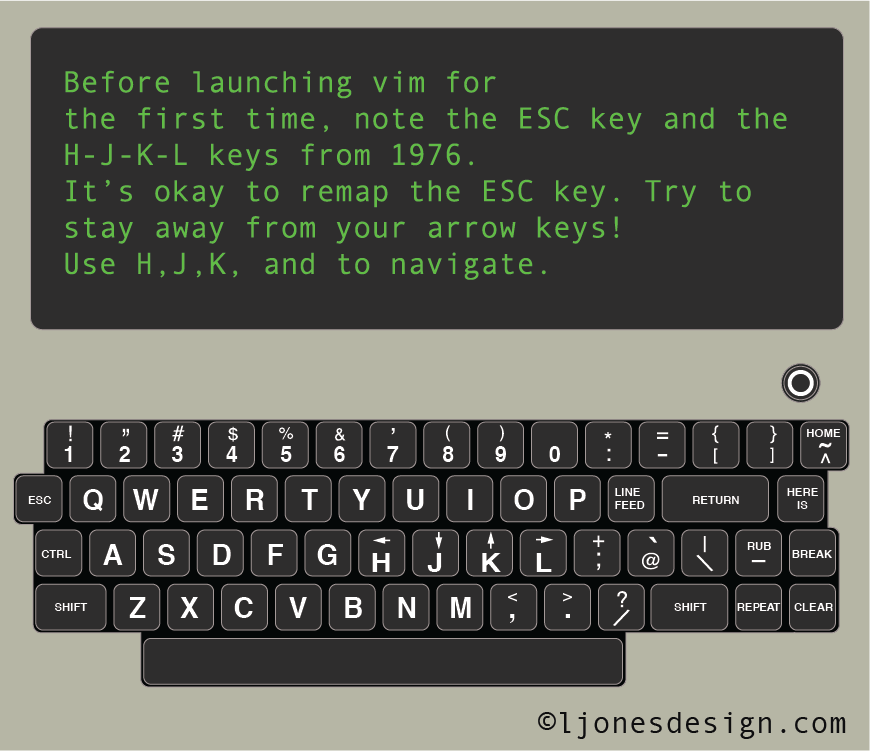 Before launching vim for
the first time, note the ESC key and the
H-J-K-L keys from 1976.
It's okay to remap the ESC key. Try to
stay away from your arrow keys!
Use H,J,K, and to navigate.
! " # $ % & ' ( ) * = { } HOME ~
1 2 3 4 5 6 7 8 9 0 : - [ ] ^
ESC Q W E R T Y U I O P LINE FEED RETURN HERE IS
CTRL A S D F G ← H ↓ J ↑ K → L + ; ` @ | \ RUB — BREAK
SHIFT Z X C V B N M < , > . ? / SHIFT REPEAT CLEAR
©ljonesdesign.com